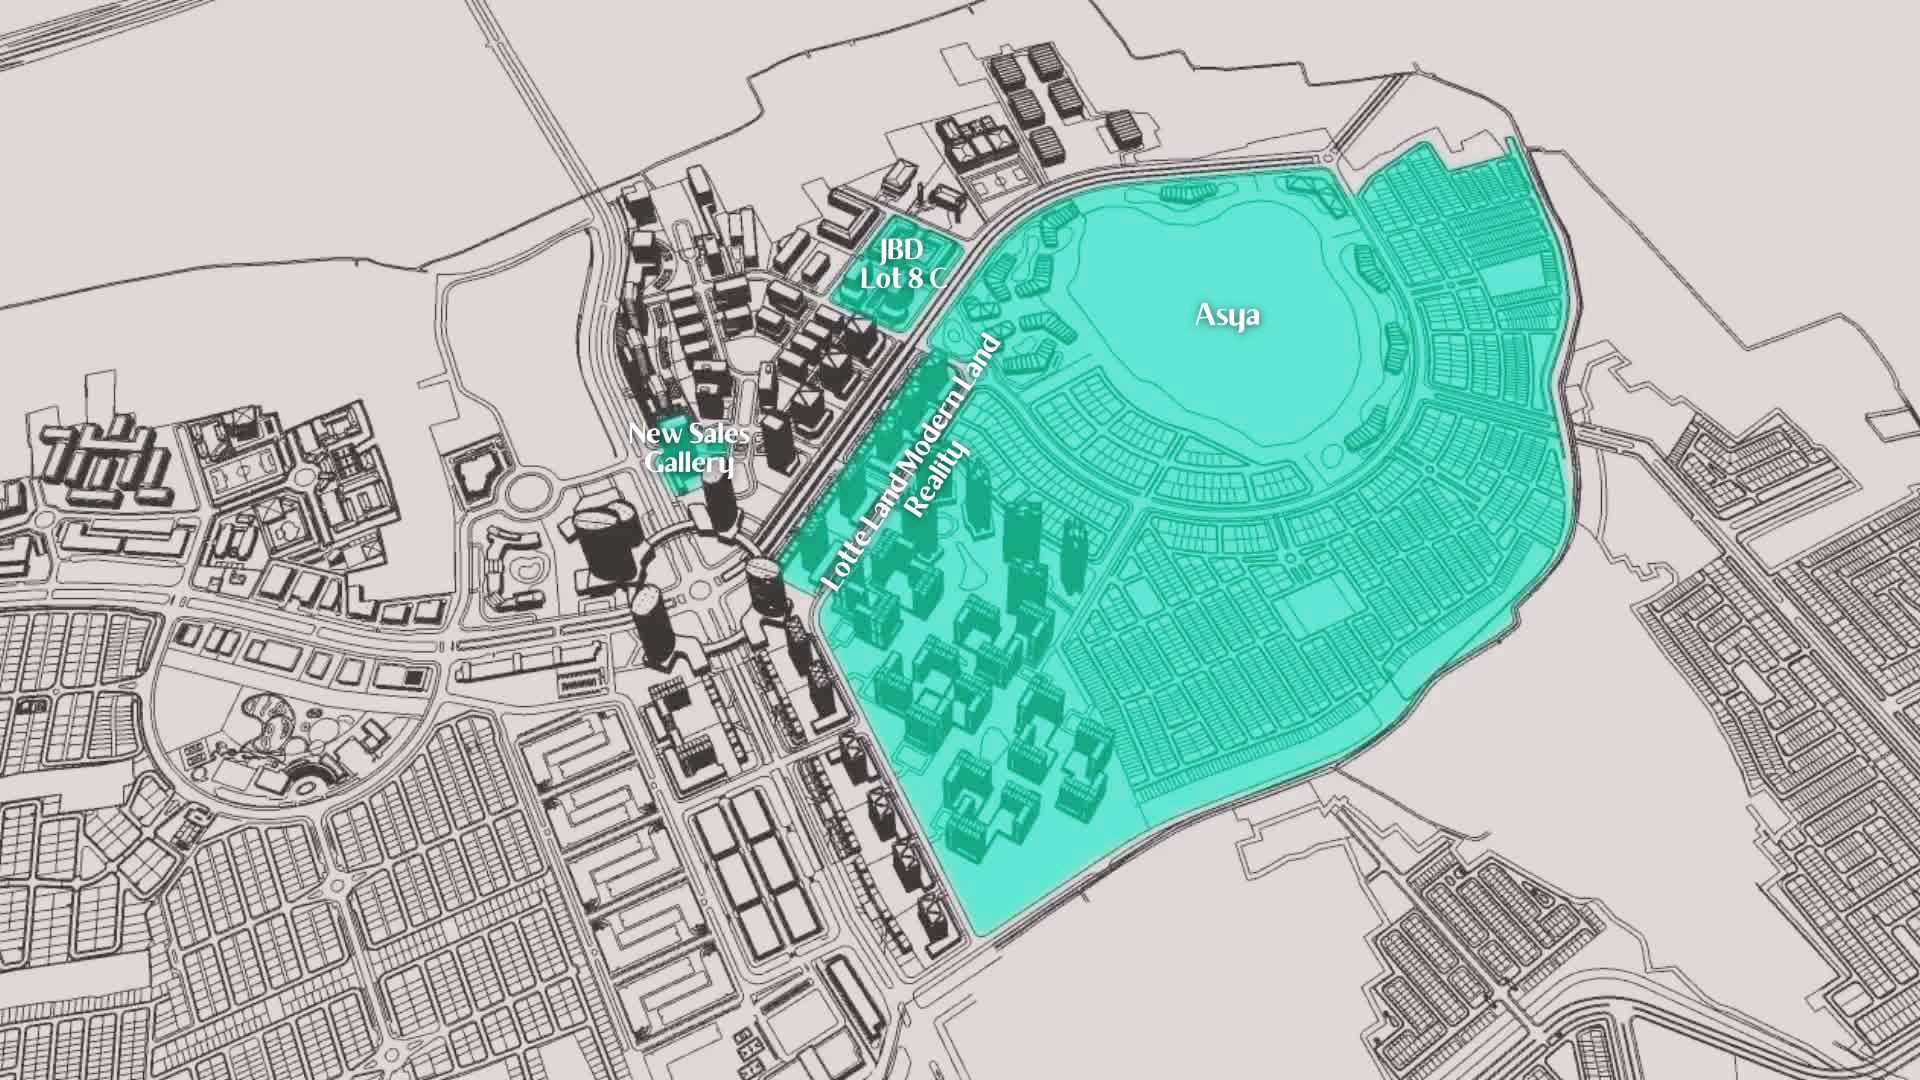 JBD
Lot 8 C
Asya
New Sales
Gallery
Lotte Land Modern Land
Reality